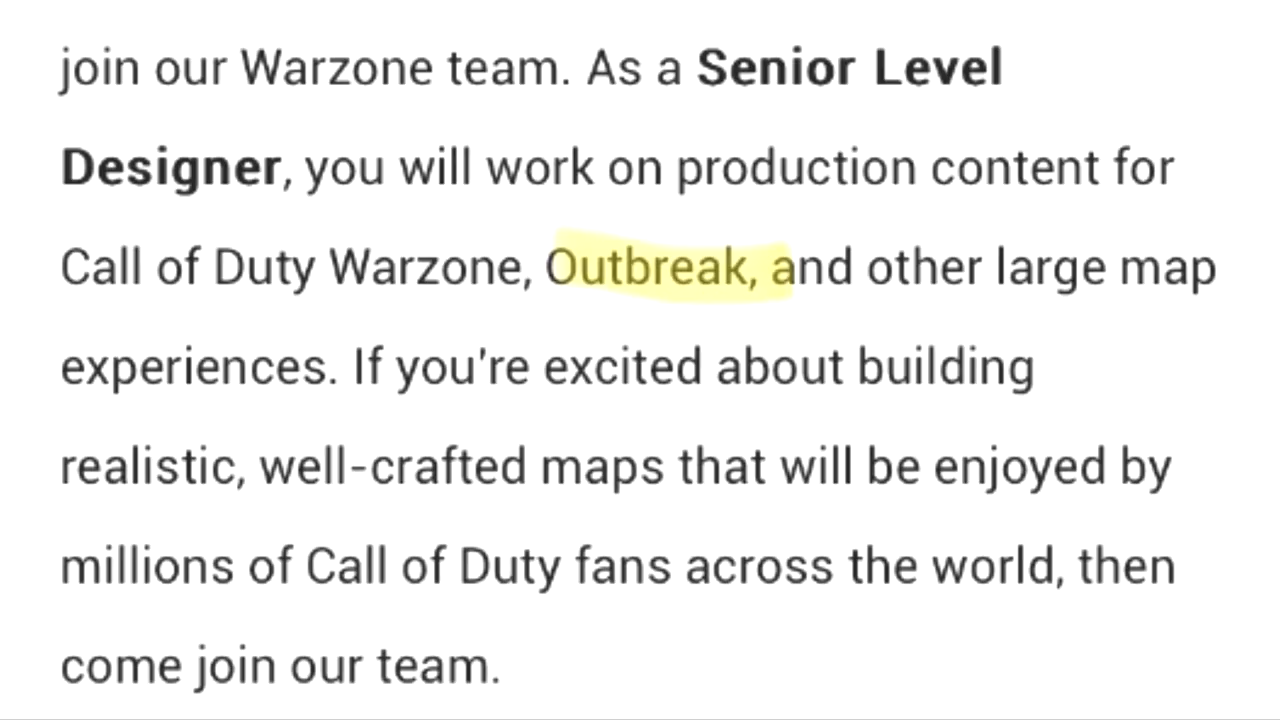 join our Warzone team. As a Senior Level
Designer, you will work on production content for
Call of Duty Warzone, Outbreak, and other large map
experiences. If you're excited about building
realistic, well-crafted maps that will be enjoyed by
millions of Call of Duty fans across the world, then
come join our team.